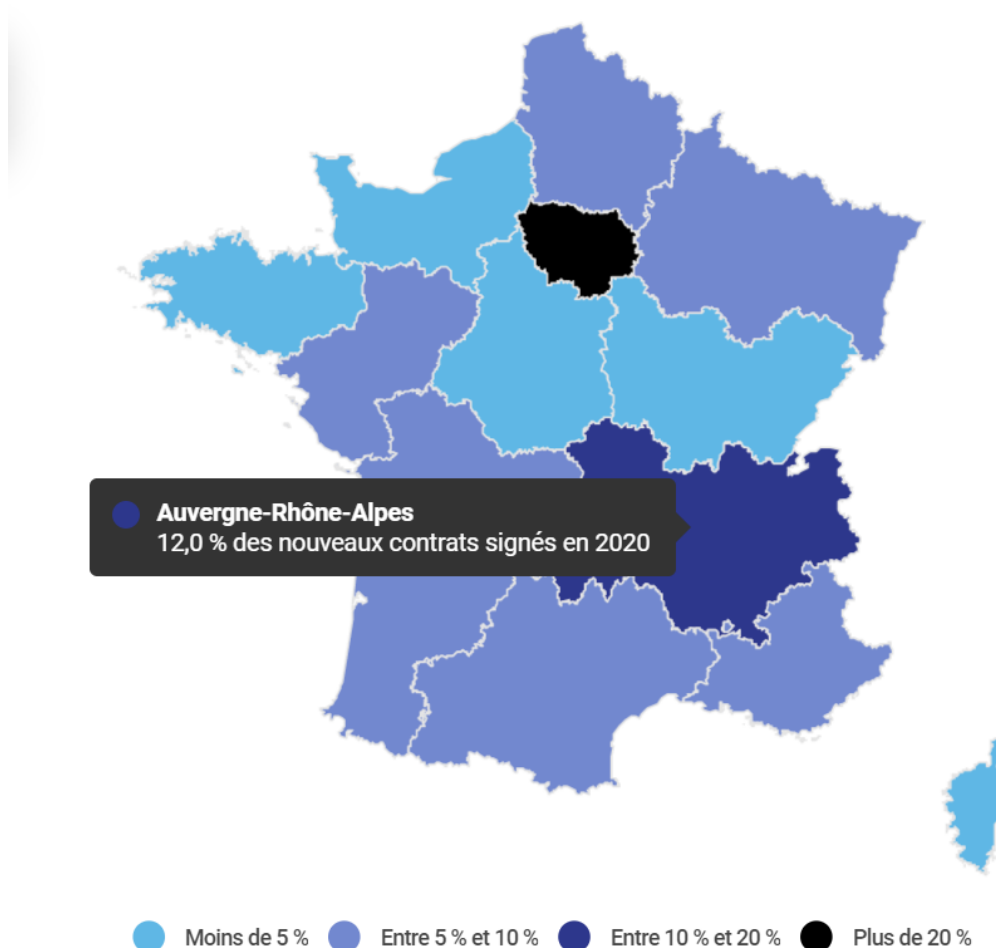 Auvergne-Rhône-Alpes
12,0 % des nouveaux contrats signés en 2020
Moins de 5 % Entre 5 % et 10 % Entre 10 % et 20 % Plus de 20 %